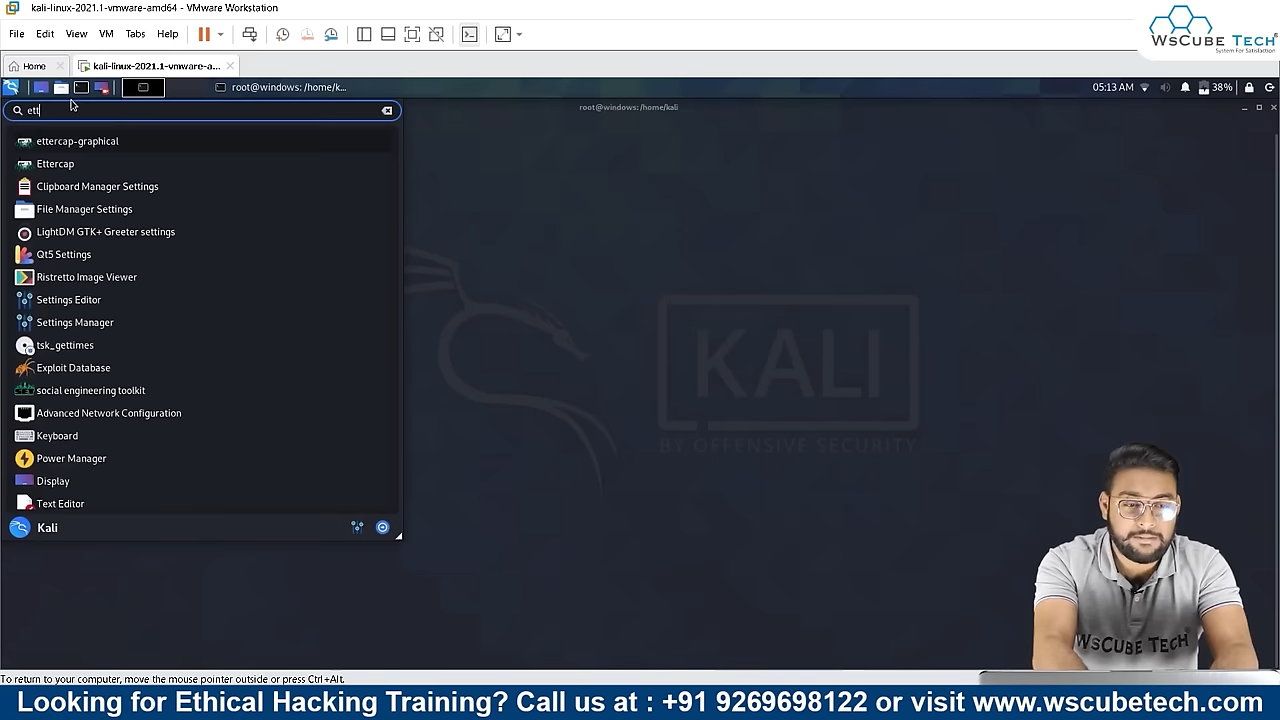 kali-linux-2021.1-vmware-amd64 - VMware Workstation
File Edit View VM Tabs Help
WsCUBE TECH
System For Satisfaction
Home
kali-linux-2021.1-vmware-a...
root@windows: /home/k...
05:13 AM
38%
ett
root@windows:/home/kali
ettercap-graphical
Ettercap
Clipboard Manager Settings
File Manager Settings
LightDM GTK+ Greeter settings
Qt5 Settings
Ristretto Image Viewer
Settings Editor
Settings Manager
tsk_gettimes
Exploit Database
social engineering toolkit
Advanced Network Configuration
Keyboard
Power Manager
Display
Text Editor
Kali
KALI
BY OFFENSIVE SECURITY
WsCUBE TECH
To return to your computer, move the mouse pointer outside or press Ctrl+Alt.
Looking for Ethical Hacking Training? Call us at : +91 9269698122 or visit www.wscubetech.com